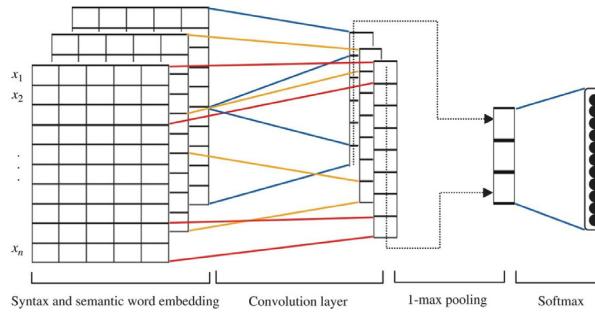 x1
x2
.
.
.
xn
Syntax and semantic word embedding
Convolution layer
1-max pooling
Softmax